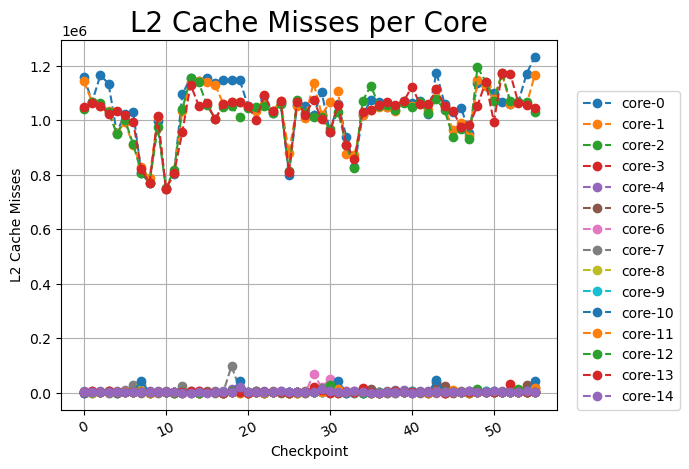 L2 Cache Misses per Core
1e6
1.2
1.0
0.8
0.6
0.4
0.2
0.0
L2 Cache Misses
0
10
20
30
40
50
Checkpoint
core-0
core-1
core-2
core-3
core-4
core-5
core-6
core-7
core-8
core-9
core-10
core-11
core-12
core-13
core-14